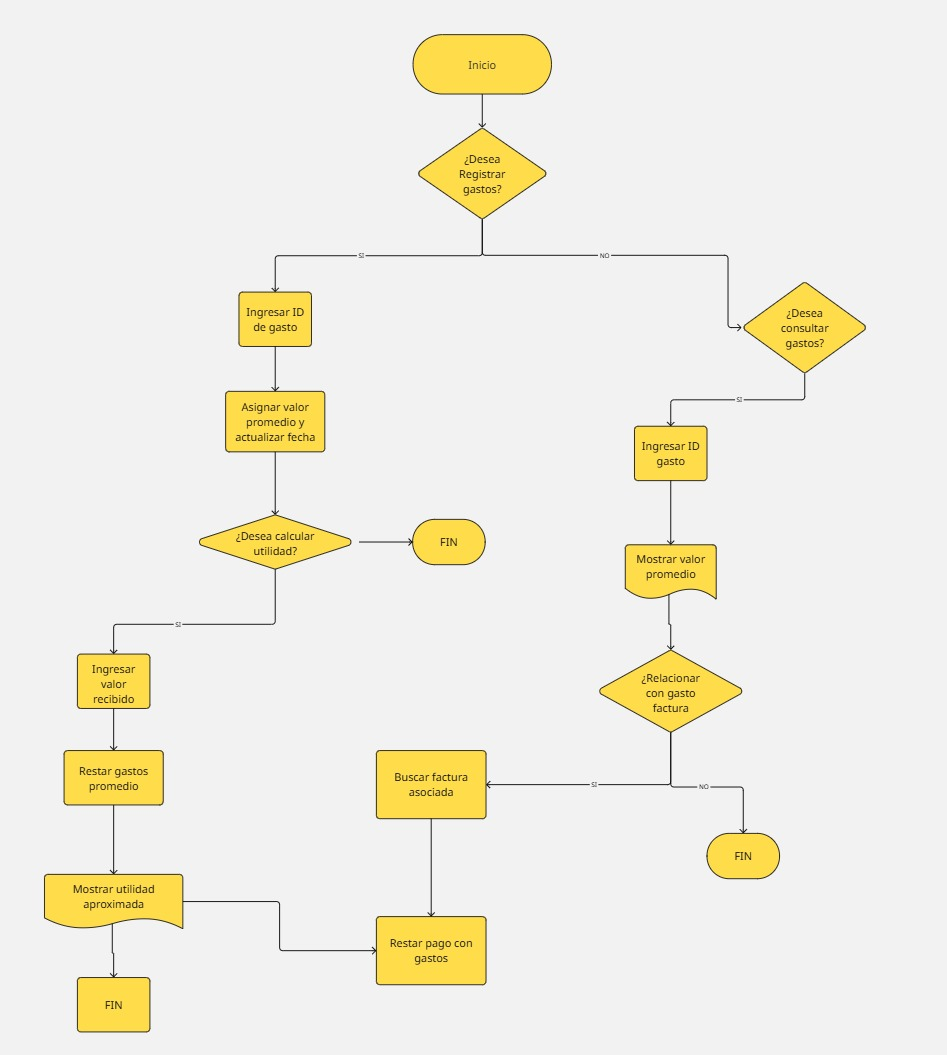 Inicio
¿Desea
Registrar
gastos?
SI
NO
Ingresar ID
de gasto
¿Desea
consultar
gastos?
Asignar valor
promedio y
actualizar fecha
SI
Ingresar ID
gasto
¿Desea calcular
utilidad?
FIN
Mostrar valor
promedio
SI
Ingresar
valor
recibido
¿Relacionar
con gasto
factura
Restar gastos
promedio
Buscar factura
asociada
SI
NO
FIN
Mostrar utilidad
aproximada
Restar pago con
gastos
FIN